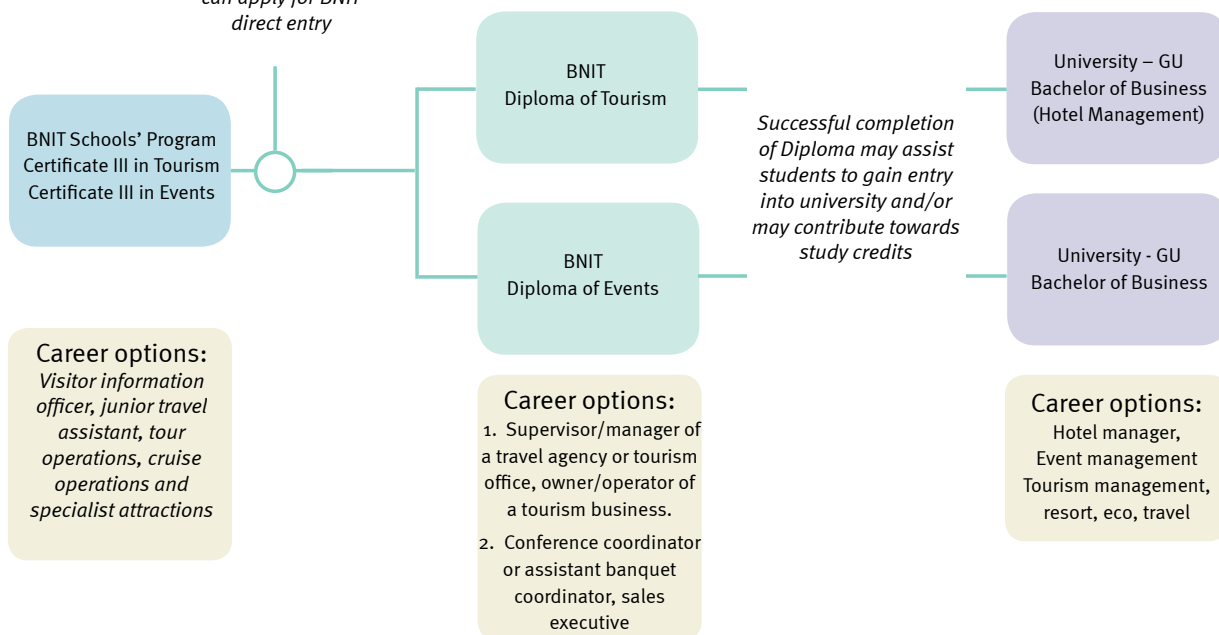 can apply for BNIT
direct entry
BNIT Schools' Program
Certificate III in Tourism
Certificate III in Events
BNIT
Diploma of Tourism
BNIT
Diploma of Events
Successful completion
of Diploma may assist
students to gain entry
into university and/or
may contribute towards
study credits
University – GU
Bachelor of Business
(Hotel Management)
University - GU
Bachelor of Business
Career options:
Visitor information
officer, junior travel
assistant, tour
operations, cruise
operations and
specialist attractions
Career options:
1. Supervisor/manager of
a travel agency or tourism
office, owner/operator of
a tourism business.
2. Conference coordinator
or assistant banquet
coordinator, sales
executive
Career options:
Hotel manager,
Event management
Tourism management,
resort, eco, travel